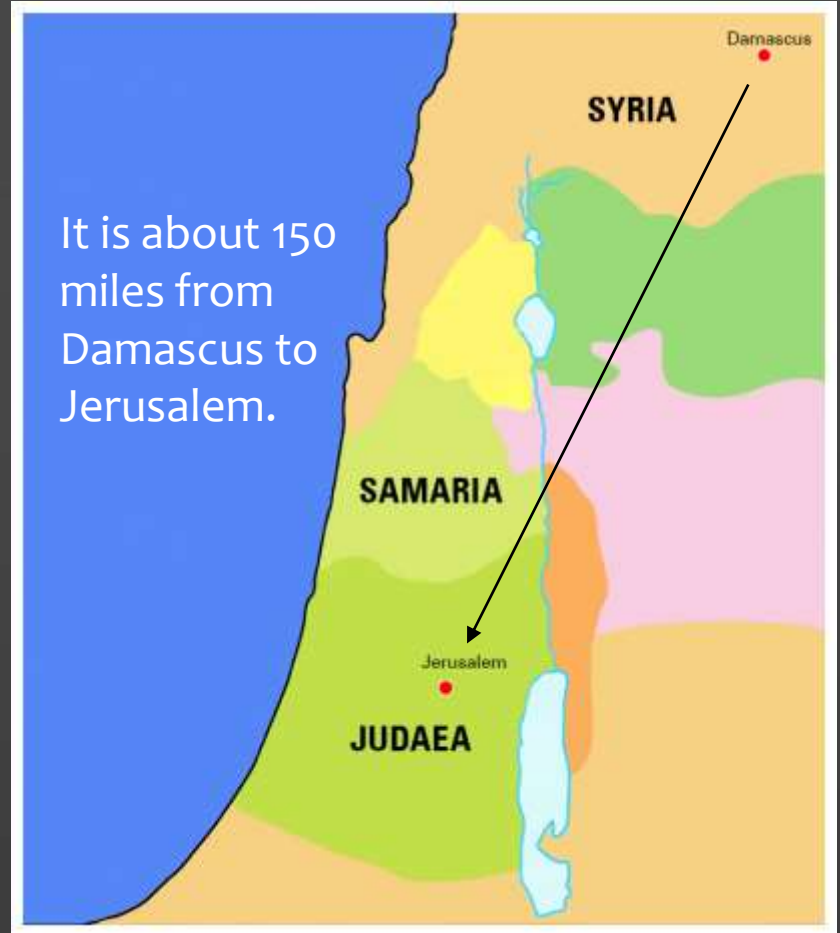 Damascus
SYRIA
It is about 150
miles from
Damascus to
Jerusalem.
SAMARIA
Jerusalem
JUDAEA